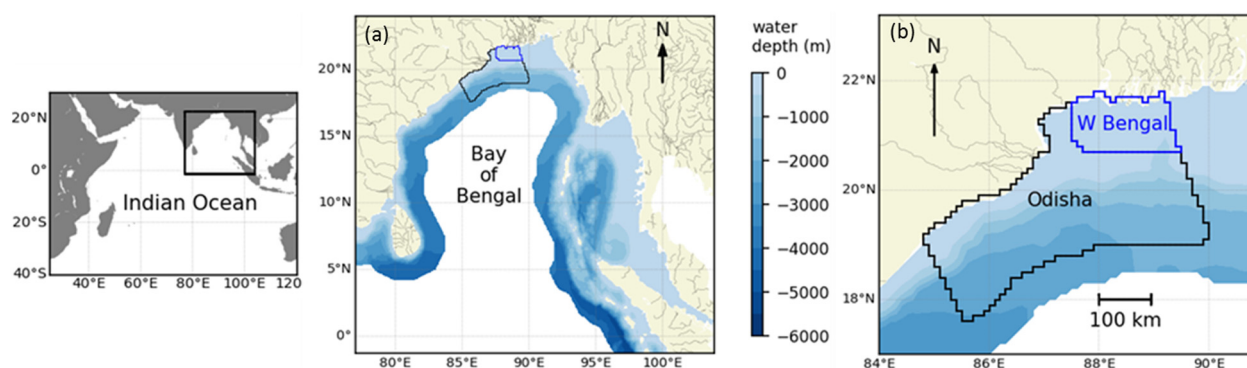 20°N
0°
20°S
40°S
40°E
80°E
100°E
120
Indian Ocean
(a)
N
20°N
15°N
10°N
5°N
0°
80°E
85°E
90°E
95°E
100°E
Bay
of
Bengal
water
depth (m)
0
−1000
−2000
−3000
−4000
−5000
−6000
(b)
N
22°N
20°N
18°N
84°E
86°E
88°E
90°E
W Bengal
Odisha
100 km